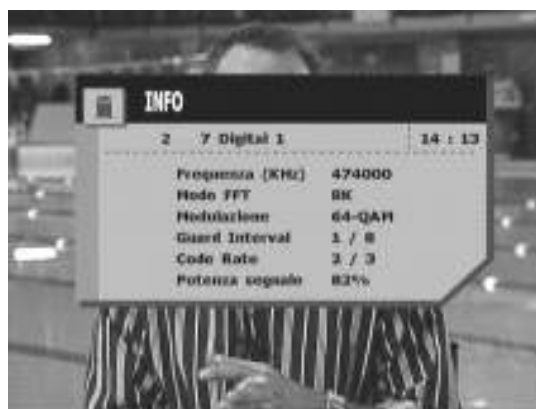 INFO
2 7 Digital 1 14 : 13
Frequenza (KHz) 474000
Modo FFT 8K
Modulazione 64-QAM
Guard Interval 1 / 8
Code Rate 2 / 3
Potenza segnale 82%